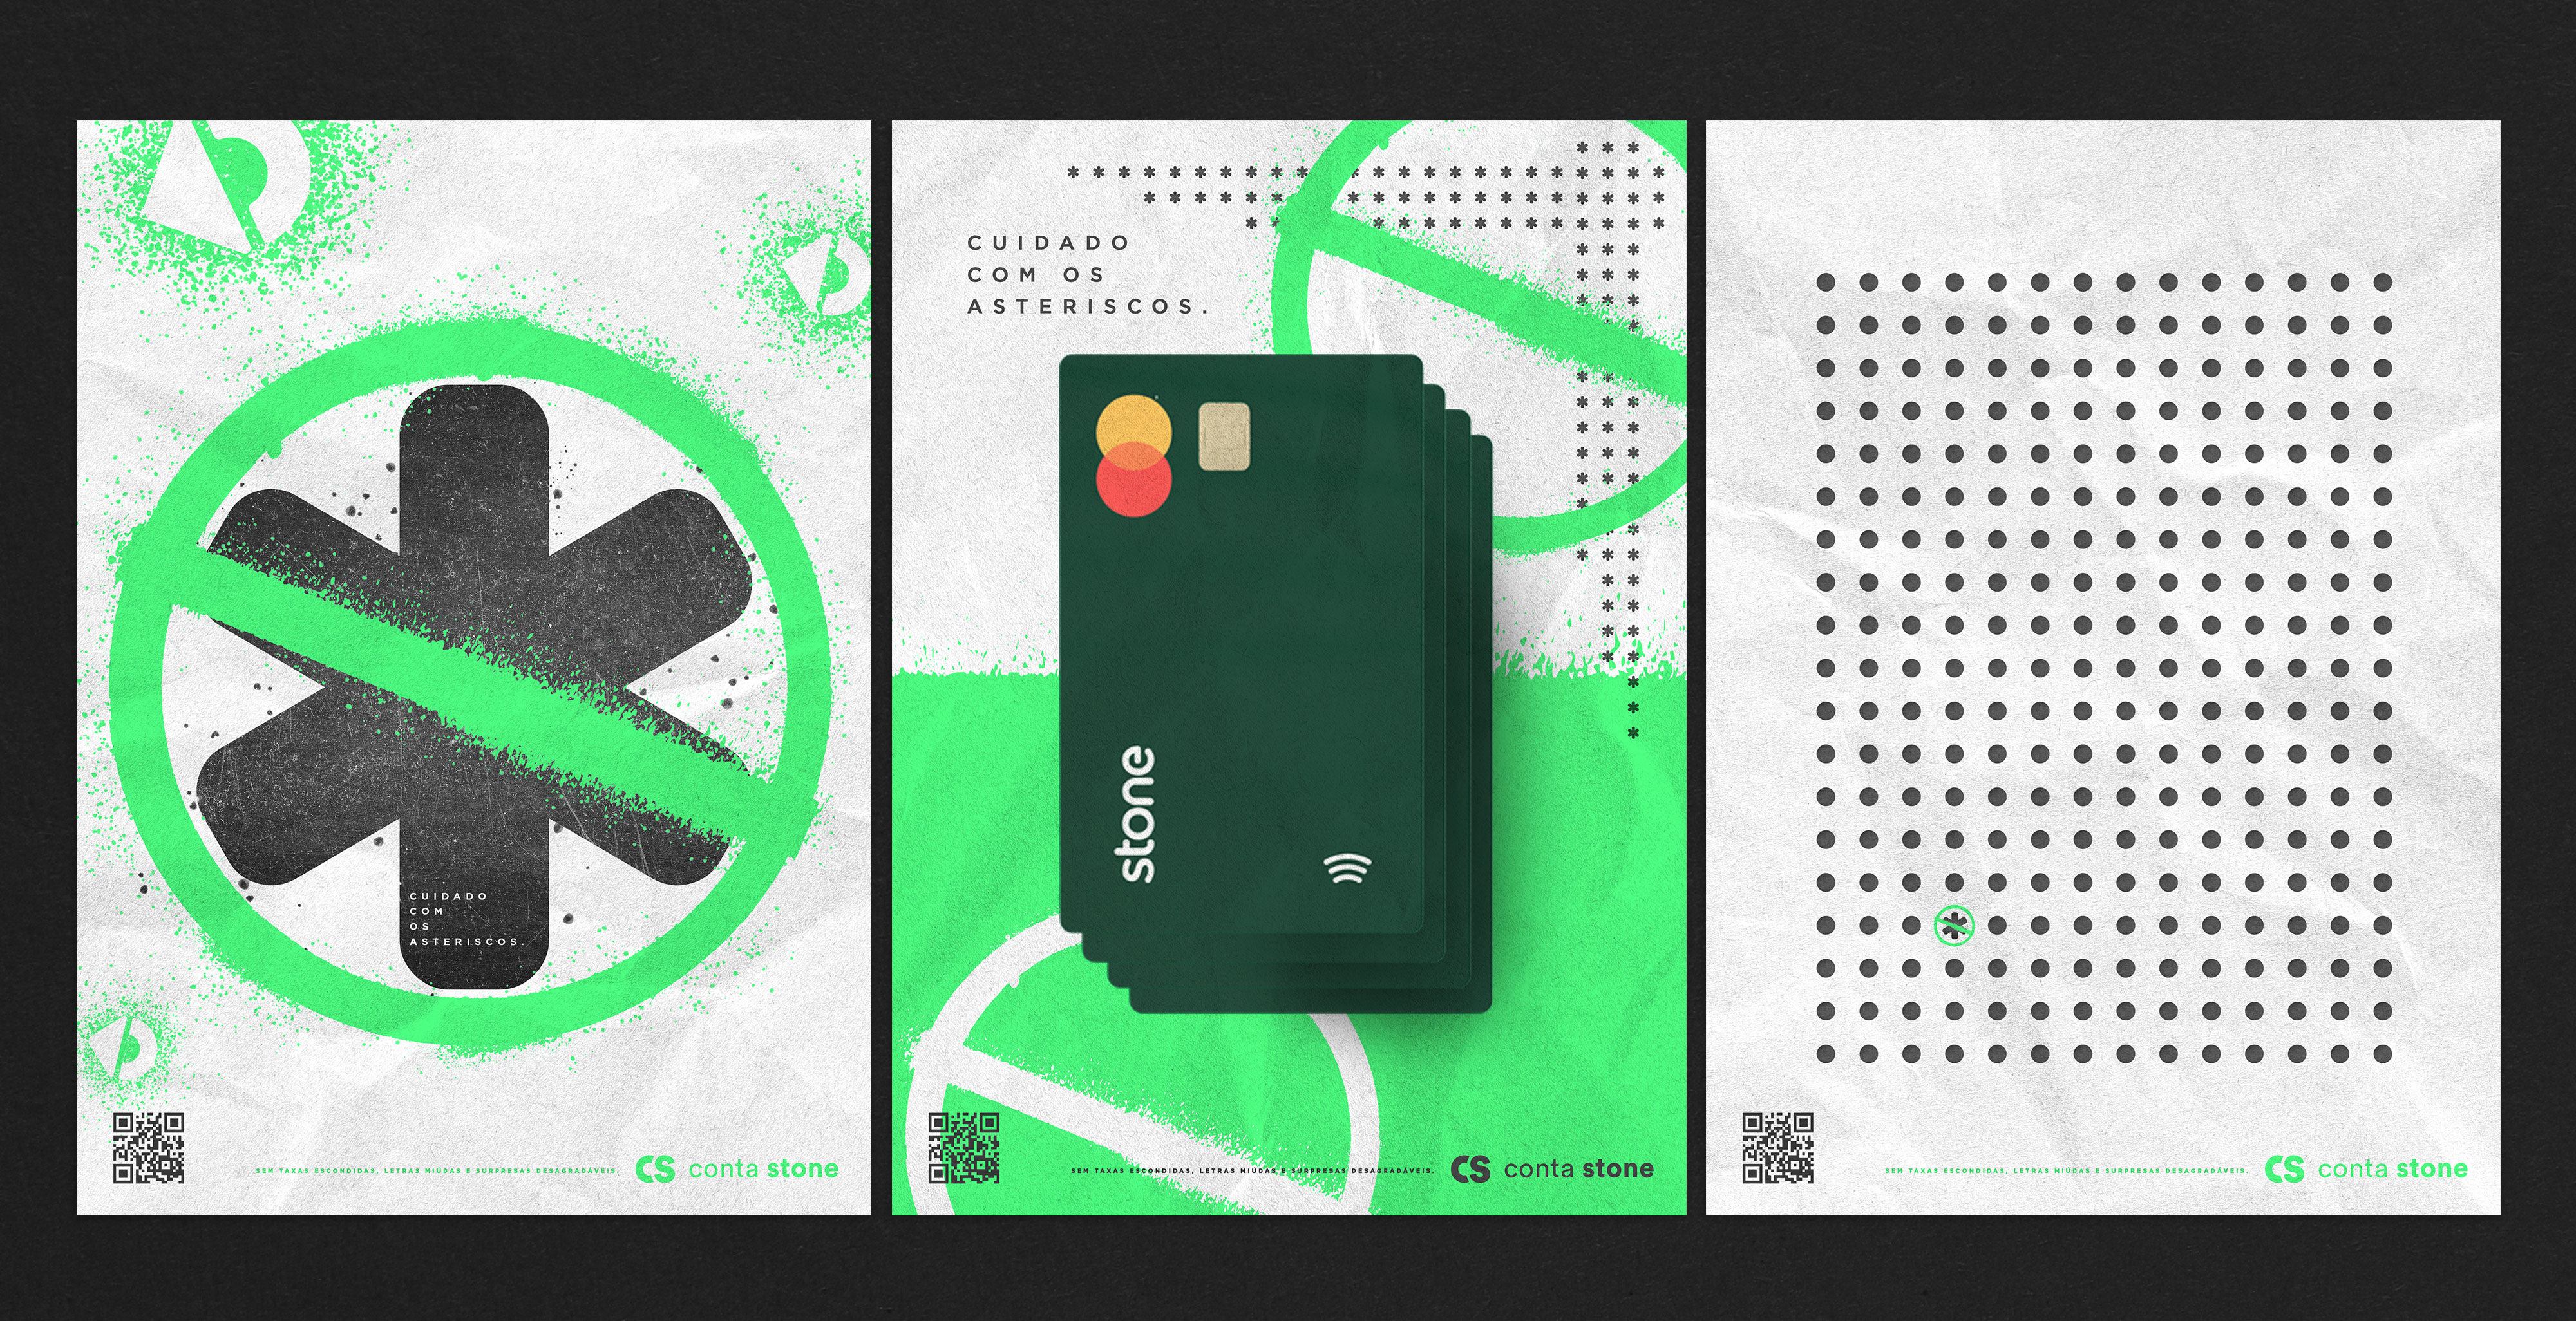 CUIDADO
COM
OS
ASTERISCOS.
SEM TAXAS ESCONDIDAS, LETRAS MIÚDAS E SURPRESAS DESAGRADÁVEIS.
CS conta stone
CUIDADO
COM OS
ASTERISCOS.
stone
SEM TAXAS ESCONDIDAS, LETRAS MIÚDAS E SURPRESAS DESAGRADÁVEIS.
CS conta stone
SEM TAXAS ESCONDIDAS, LETRAS MIÚDAS E SURPRESAS DESAGRADÁVEIS.
CS conta stone